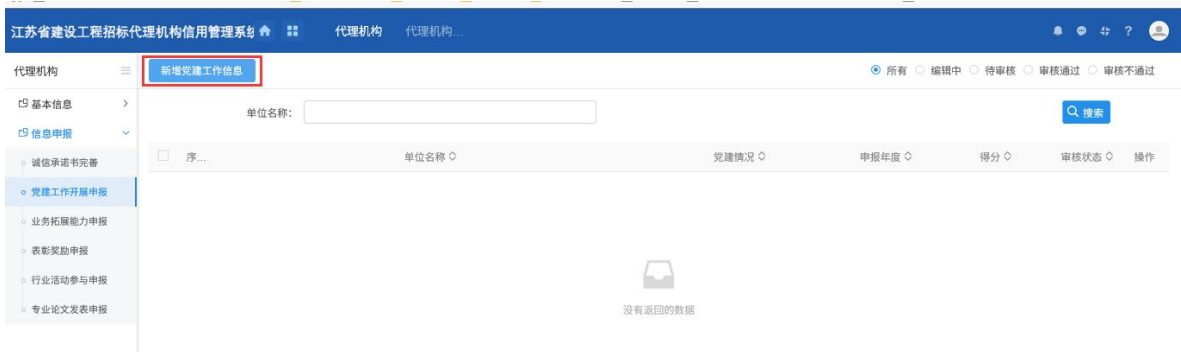 江苏省建设工程招标代理机构信用管理系统 代理机构 代理机构... ?
代理机构 新增党建工作信息 所有 编辑中 待审核 审核通过 审核不通过
基本信息
单位名称: 搜索
信息申报
序... 单位名称 党建情况 申报年度 得分 审核状态 操作
诚信承诺书完善
党建工作开展申报
业务拓展能力申报
表彰奖励申报
行业活动参与申报
专业论文发表申报
没有返回的数据